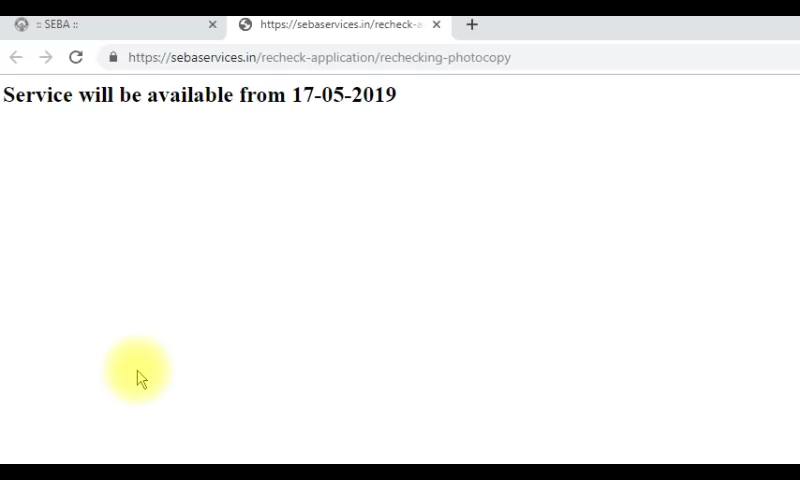 :: SEBA ::
https://sebaservices.in/recheck-a
https://sebaservices.in/recheck-application/rechecking-photocopy
Service will be available from 17-05-2019